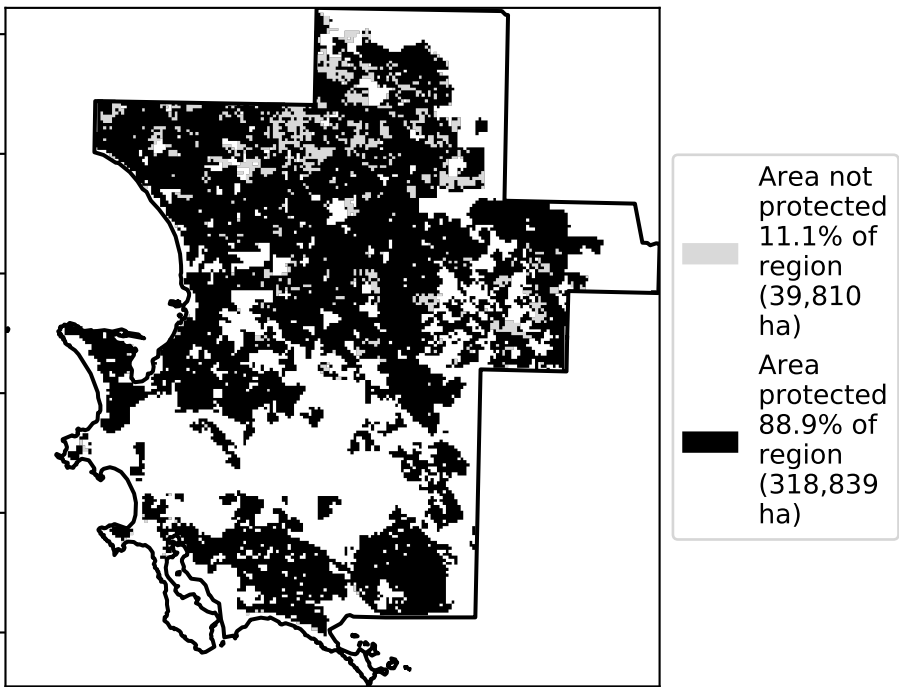 Area not
protected
11.1% of
region
(39,810
ha)
Area
protected
88.9% of
region
(318,839
ha)